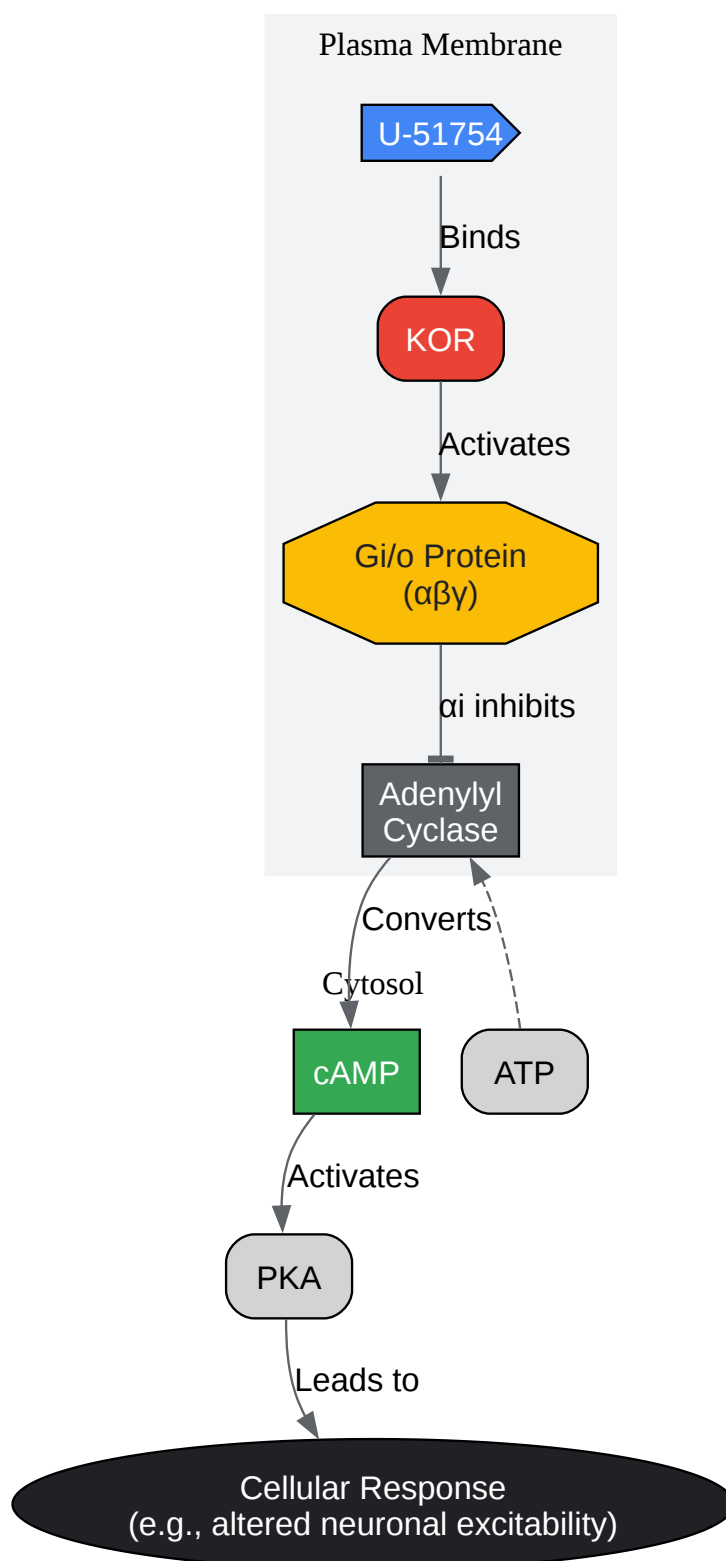 Plasma Membrane
U-51754
Binds
KOR
Activates
Gi/o Protein
(αβγ)
αi inhibits
Adenylyl
Cyclase
Converts
Cytosol
cAMP
ATP
Activates
PKA
Leads to
Cellular Response
(e.g., altered neuronal excitability)